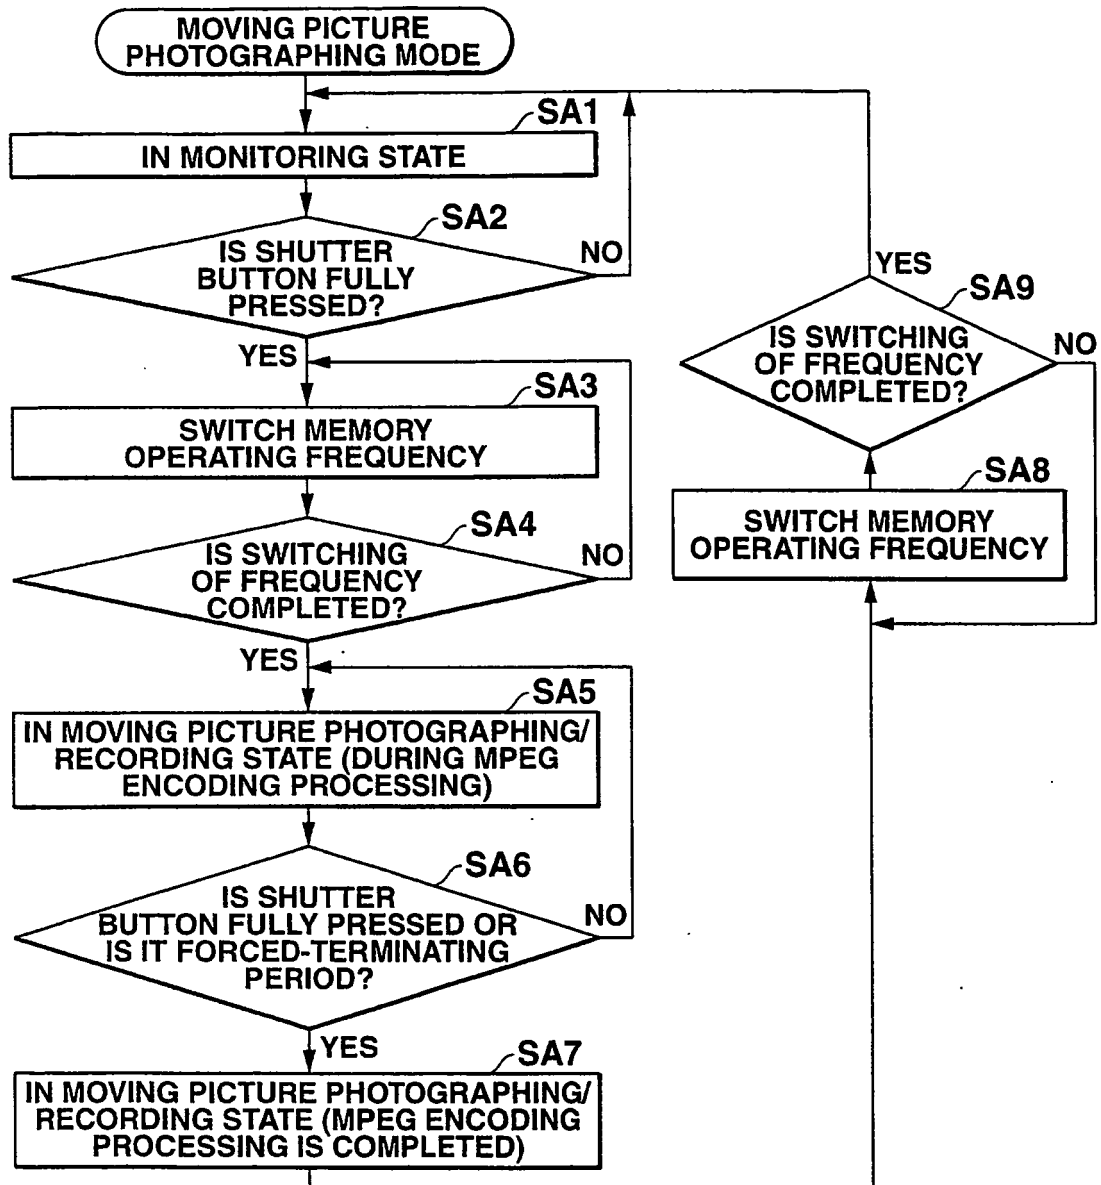 MOVING PICTURE
PHOTOGRAPHING MODE
SA1
IN MONITORING STATE
SA2
IS SHUTTER
BUTTON FULLY
PRESSED?
NO
YES
SA3
SWITCH MEMORY
OPERATING FREQUENCY
SA4
IS SWITCHING
OF FREQUENCY
COMPLETED?
NO
YES
SA5
IN MOVING PICTURE PHOTOGRAPHING/
RECORDING STATE (DURING MPEG
ENCODING PROCESSING)
SA6
IS SHUTTER
BUTTON FULLY PRESSED OR
IS IT FORCED-TERMINATING
PERIOD?
NO
YES
SA7
IN MOVING PICTURE PHOTOGRAPHING/
RECORDING STATE (MPEG ENCODING
PROCESSING IS COMPLETED)
YES
SA9
IS SWITCHING
OF FREQUENCY
COMPLETED?
NO
SA8
SWITCH MEMORY
OPERATING FREQUENCY